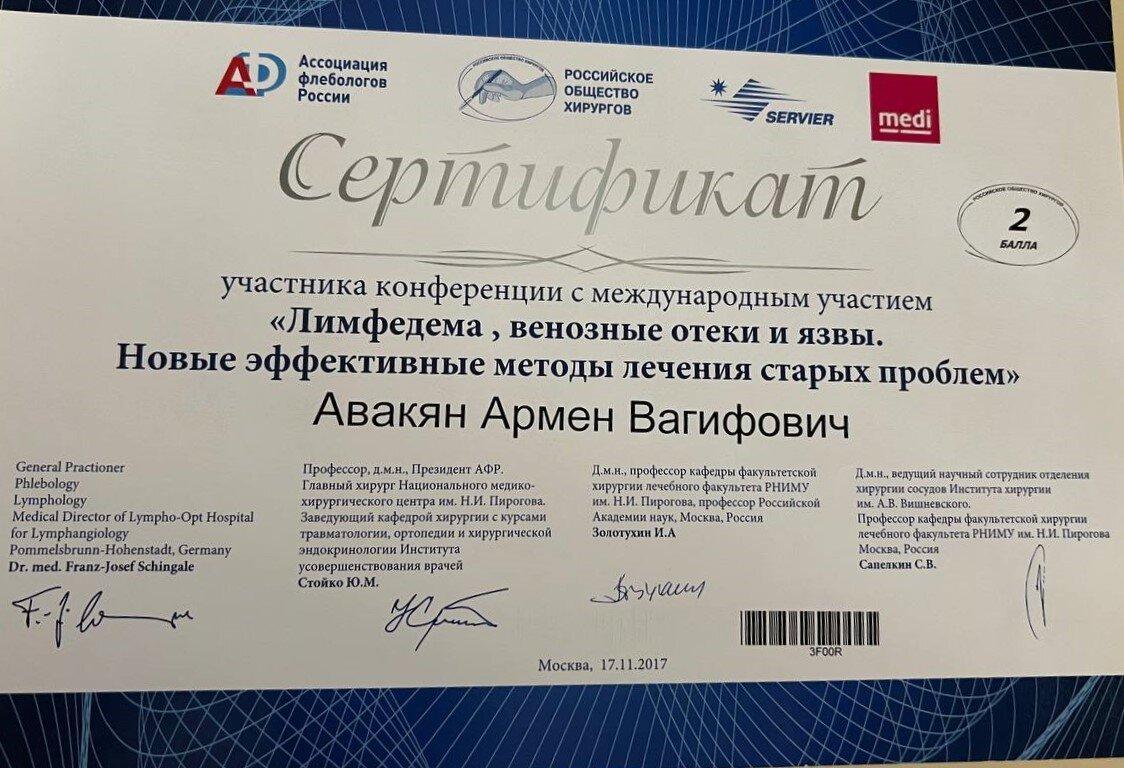 Ассоциация
флебологов
России
РОССИЙСКОЕ ОБЩЕСТВО ХИРУРГОВ
РОССИЙСКОЕ
ОБЩЕСТВО
ХИРУРГОВ
SERVIER
medi
Сертификат
РОССИЙСКОЕ ОБЩЕСТВО ХИРУРГОВ
2
БАЛЛА
участника конференции с международным участием
«Лимфедема , венозные отеки и язвы.
Новые эффективные методы лечения старых проблем»
Авакян Армен Вагифович
General Practioner
Phlebology
Lymphology
Medical Director of Lympho-Opt Hospital
for Lymphangiology
Pommelsbrunn-Hohenstadt, Germany
Dr. med. Franz-Josef Schingale
Профессор, д.м.н., Президент АФР.
Главный хирург Национального медико-
хирургического центра им. Н.И. Пирогова.
Заведующий кафедрой хирургии с курсами
травматологии, ортопедии и хирургической
эндокринологии Института
усовершенствования врачей
Стойко Ю.М.
Д.м.н., профессор кафедры факультетской
хирургии лечебного факультета РНИМУ
им. Н.И. Пирогова, профессор Российской
Академии наук, Москва, Россия
Золотухин И.А
Д.м.н., ведущий научный сотрудник отделения
хирургии сосудов Института хирургии
им. А.В. Вишневского.
Профессор кафедры факультетской хирургии
лечебного факультета РНИМУ им. Н.И. Пирогова
Москва, Россия
Сапелкин С.В.
3F00R
Москва, 17.11.2017